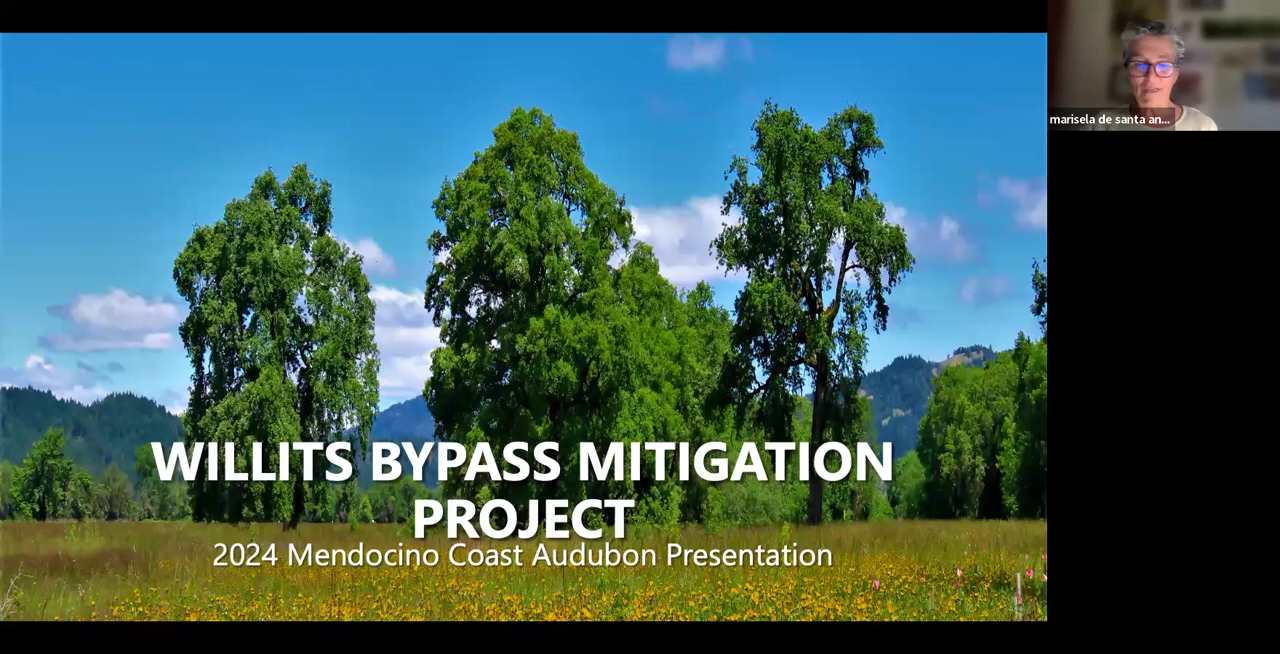 WILLITS BYPASS MITIGATION
PROJECT
2024 Mendocino Coast Audubon Presentation
marisela de santa an...